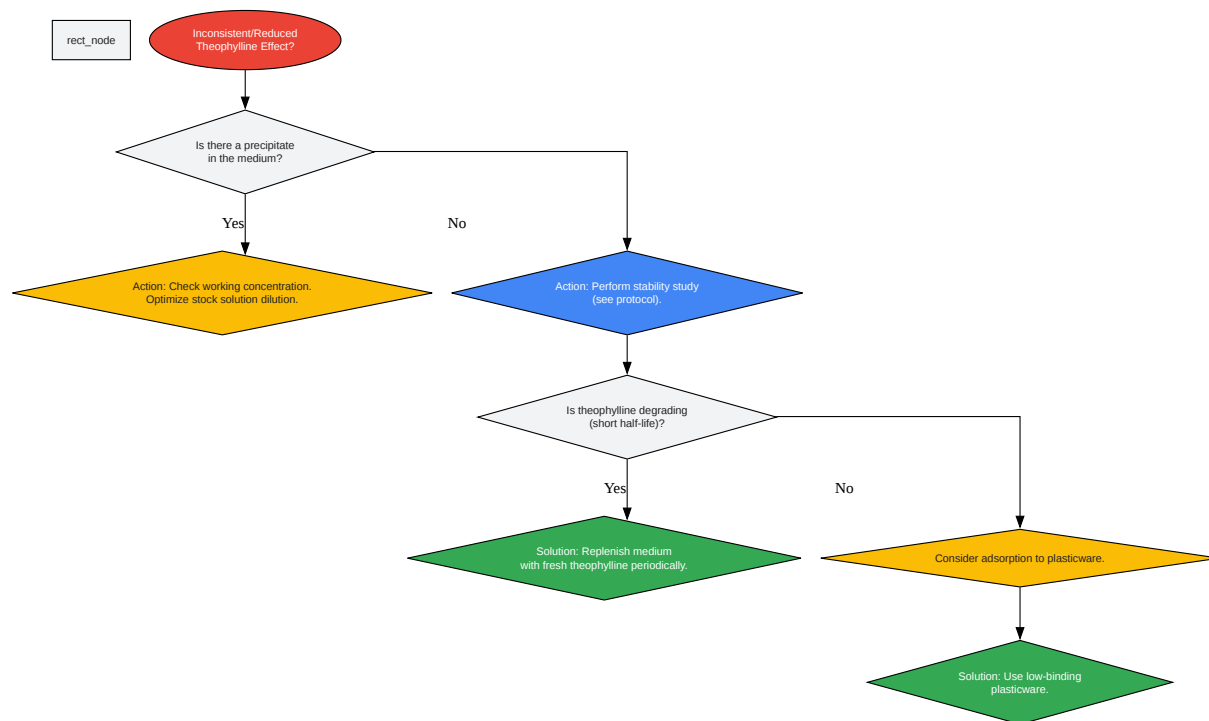 rect_node
Inconsistent/Reduced
Theophylline Effect?
Is there a precipitate
in the medium?
Yes
No
Action: Check working concentration.
Optimize stock solution dilution.
Action: Perform stability study
(see protocol).
Is theophylline degrading
(short half-life)?
Yes
No
Solution: Replenish medium
with fresh theophylline periodically.
Consider adsorption to plasticware.
Solution: Use low-binding
plasticware.